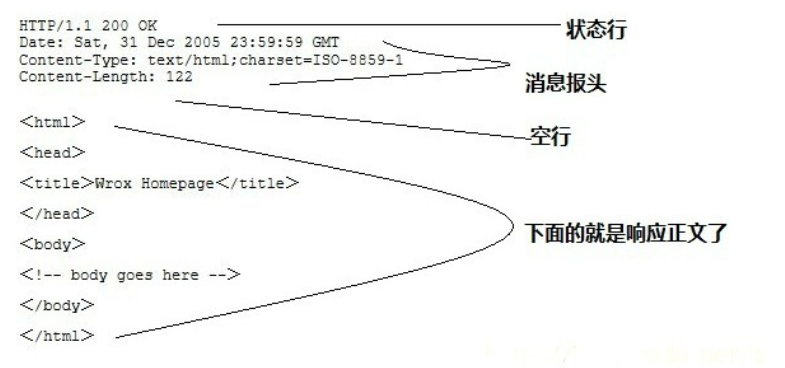 HTTP/1.1 200 OK
状态行
Date: Sat, 31 Dec 2005 23:59:59 GMT
Content-Type: text/html;charset=ISO-8859-1
Content-Length: 122
消息报头
空行
<html>
<head>
<title>Wrox Homepage</title>
</head>
下面的就是响应正文了
<body>
<!-- body goes here -->
</body>
</html>